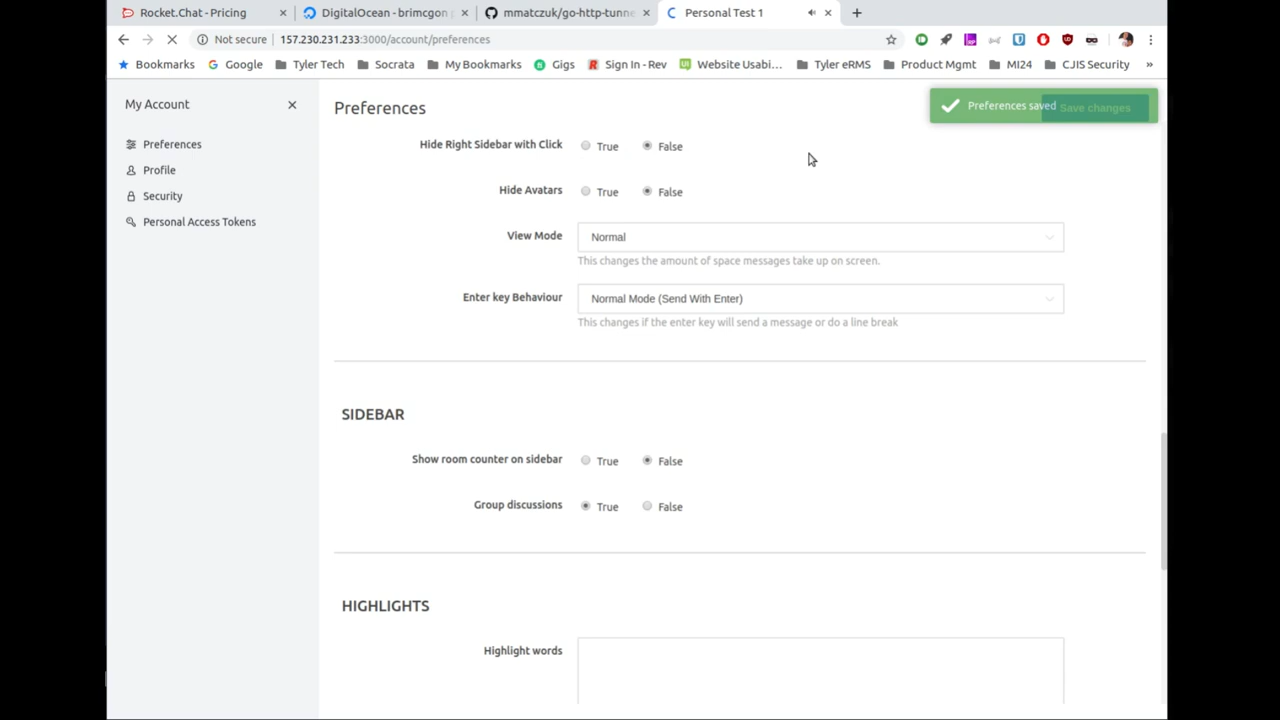 Rocket.Chat - Pricing
DigitalOcean - brimcgon
mmatczuk/go-http-tunne
Personal Test 1
Not secure
157.230.231.233:3000/account/preferences
Bookmarks
Google
Tyler Tech
Socrata
My Bookmarks
Gigs
Sign In - Rev
Website Usabi...
Tyler eRMS
Product Mgmt
MI24
CJIS Security
»
My Account
Preferences
Preferences saved
Save changes
Preferences
Profile
Security
Personal Access Tokens
Hide Right Sidebar with Click
True
False
Hide Avatars
True
False
View Mode
Normal
This changes the amount of space messages take up on screen.
Enter key Behaviour
Normal Mode (Send With Enter)
This changes if the enter key will send a message or do a line break
SIDEBAR
Show room counter on sidebar
True
False
Group discussions
True
False
HIGHLIGHTS
Highlight words